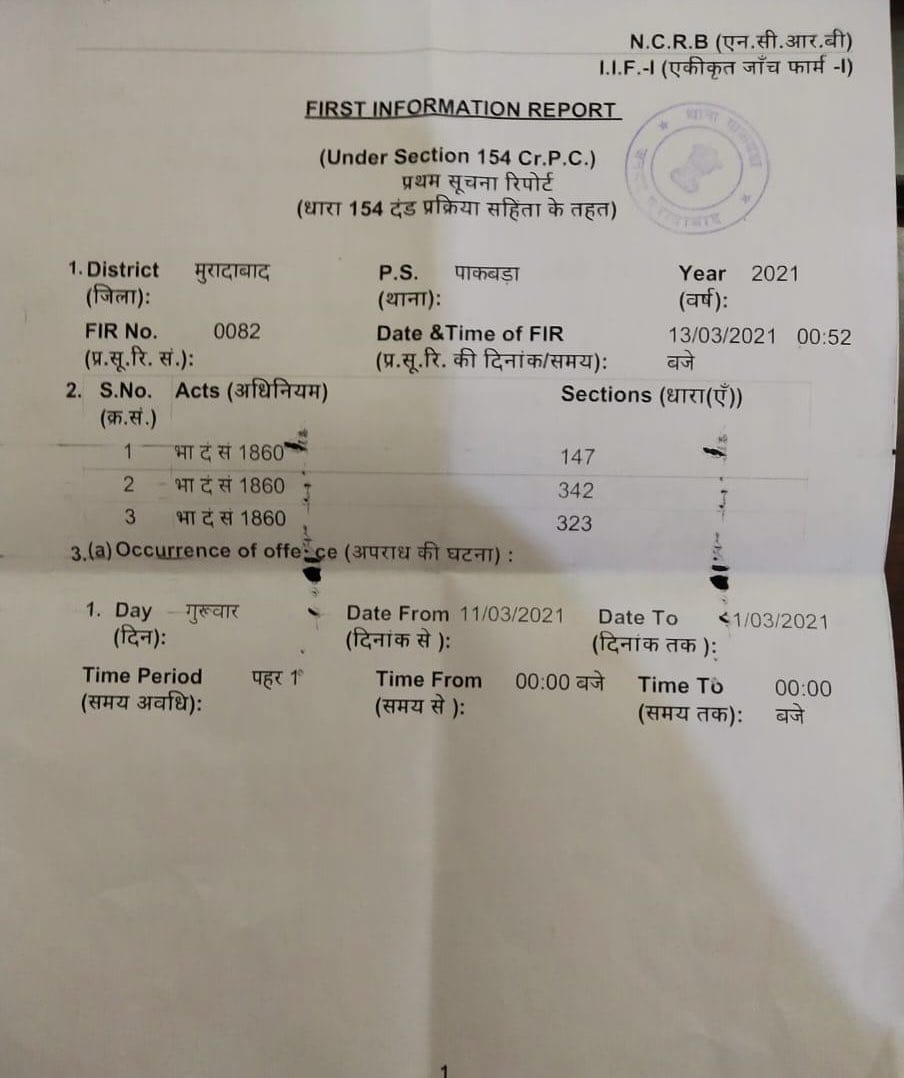 N.C.R.B (एन.सी.आर.बी)
I.I.F.-I (एकीकृत जाँच फार्म -I)
FIRST INFORMATION REPORT
(Under Section 154 Cr.P.C.)
प्रथम सूचना रिपोर्ट
(धारा 154 दंड प्रक्रिया सहिता के तहत)
1. District मुरादाबाद P.S. पाकबड़ा Year 2021
(जिला): (थाना): (वर्ष):
FIR No. 0082 Date &Time of FIR 13/03/2021 00:52
(प्र.सू.रि. सं.): (प्र.सू.रि. की दिनांक/समय): बजे
2. S.No. Acts (अधिनियम) Sections (धारा(एँ))
(क्र.सं.)
1 भा दं सं 1860 147
2 भा दं सं 1860 342
3 भा दं सं 1860 323
3.(a) Occurrence of offe ce (अपराध की घटना) :
1. Day गुरूवार Date From 11/03/2021 Date To 1/03/2021
(दिन): (दिनांक से ): (दिनांक तक ):
Time Period पहर 1 Time From 00:00 बजे Time To 00:00
(समय अवधि): (समय से ): (समय तक): बजे
1